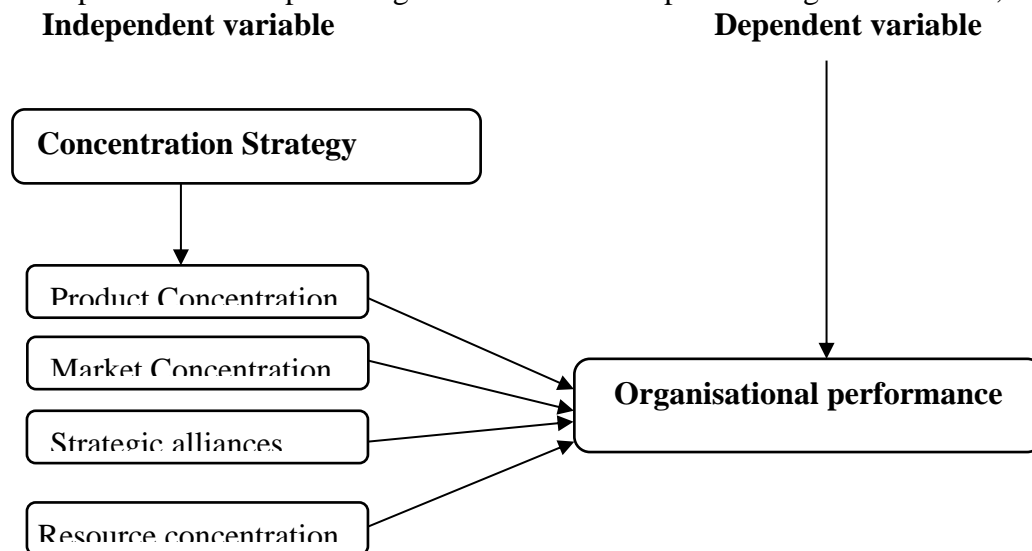 Independent variable
Dependent variable
Concentration Strategy
Product Concentration
Market Concentration
Strategic alliances
Resource concentration
Organisational performance